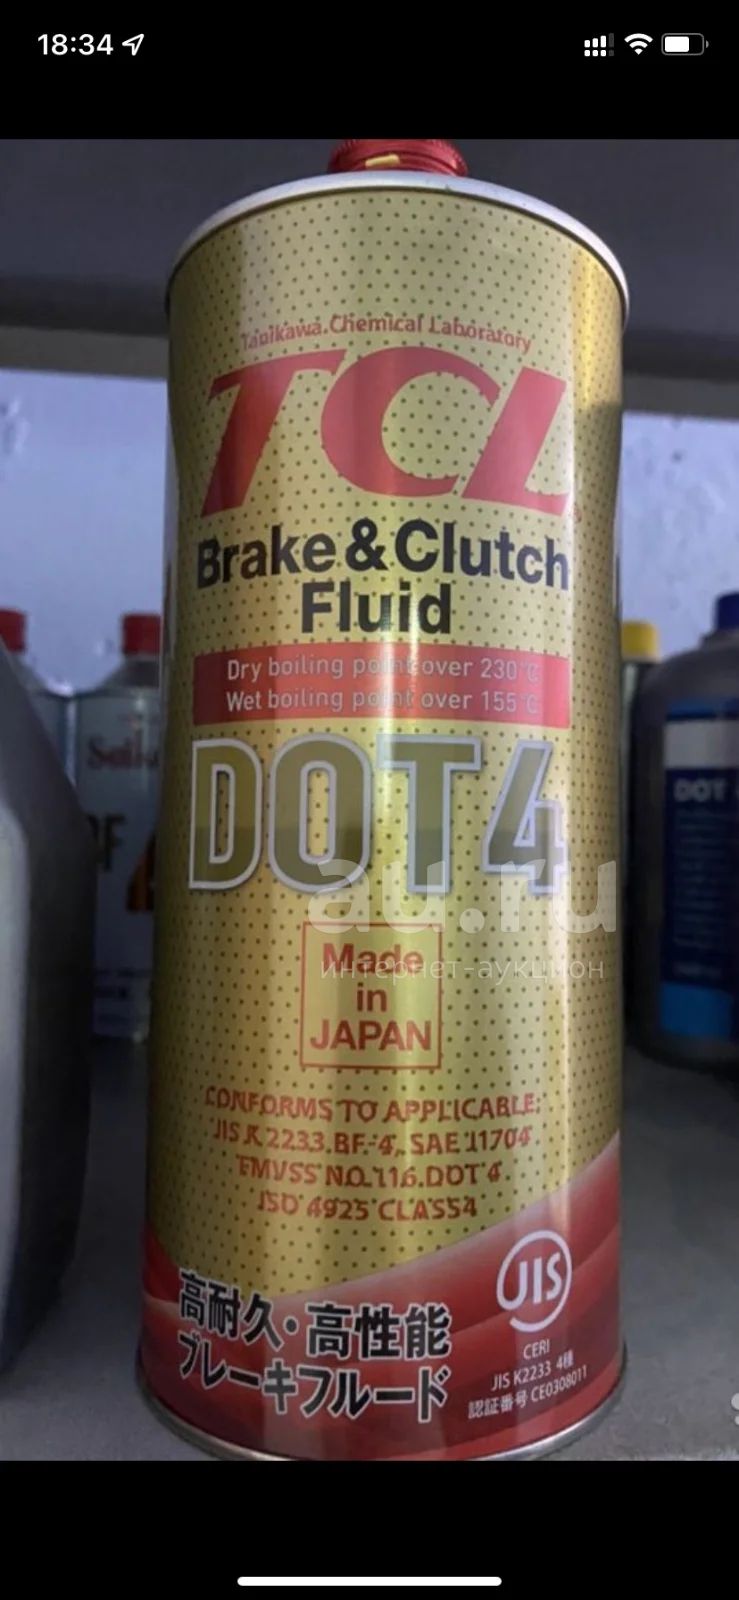 18:34
Tanikawa Chemical Laboratory
TCL
Brake & Clutch
Fluid
Dry boiling point over 230℃
Wet boiling point over 155℃
DOT4
au.ru
интернет-аукцион
Made
in
JAPAN
CONFORMS TO APPLICABLE:
JIS K 2233 BF-4, SAE J1704
FMVSS NO.116 DOT 4
ISO 4925 CLASS4
高耐久・高性能
ブレーキフルード
JIS
CERI
JIS K2233 4種
認証番号 CE0308011
DOT